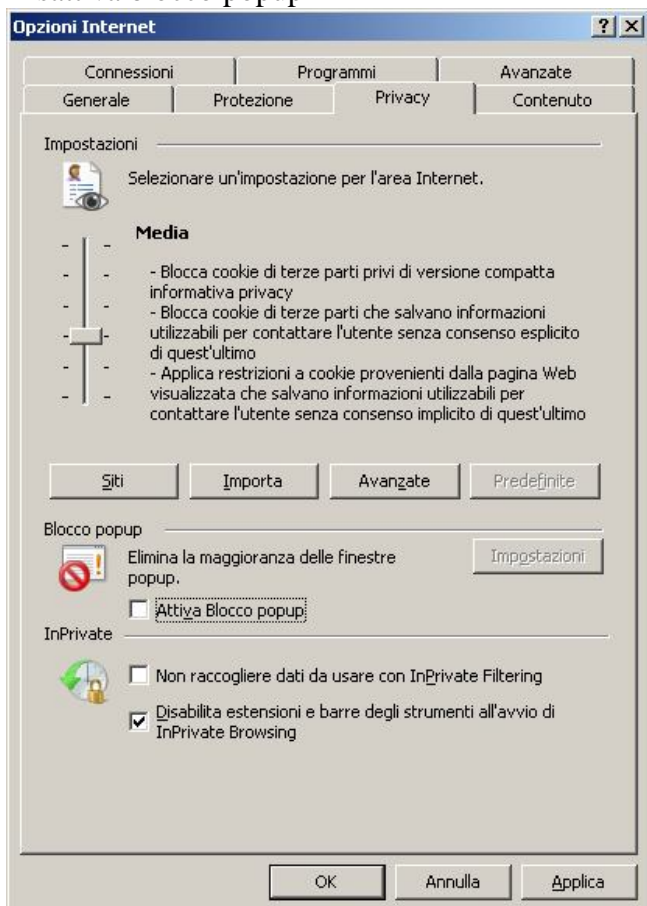 Opzioni Internet
Connessioni Programmi Avanzate
Generale Protezione Privacy Contenuto
Impostazioni
Selezionare un'impostazione per l'area Internet.
Media
- Blocca cookie di terze parti privi di versione compatta
informativa privacy
- Blocca cookie di terze parti che salvano informazioni
utilizzabili per contattare l'utente senza consenso esplicito
di quest'ultimo
- Applica restrizioni a cookie provenienti dalla pagina Web
visualizzata che salvano informazioni utilizzabili per
contattare l'utente senza consenso implicito di quest'ultimo
Siti Importa Avanzate Predefinite
Blocco popup
Elimina la maggioranza delle finestre
popup.
Impostazioni
Attiva Blocco popup
InPrivate
Non raccogliere dati da usare con InPrivate Filtering
Disabilita estensioni e barre degli strumenti all'avvio di
InPrivate Browsing
OK Annulla Applica